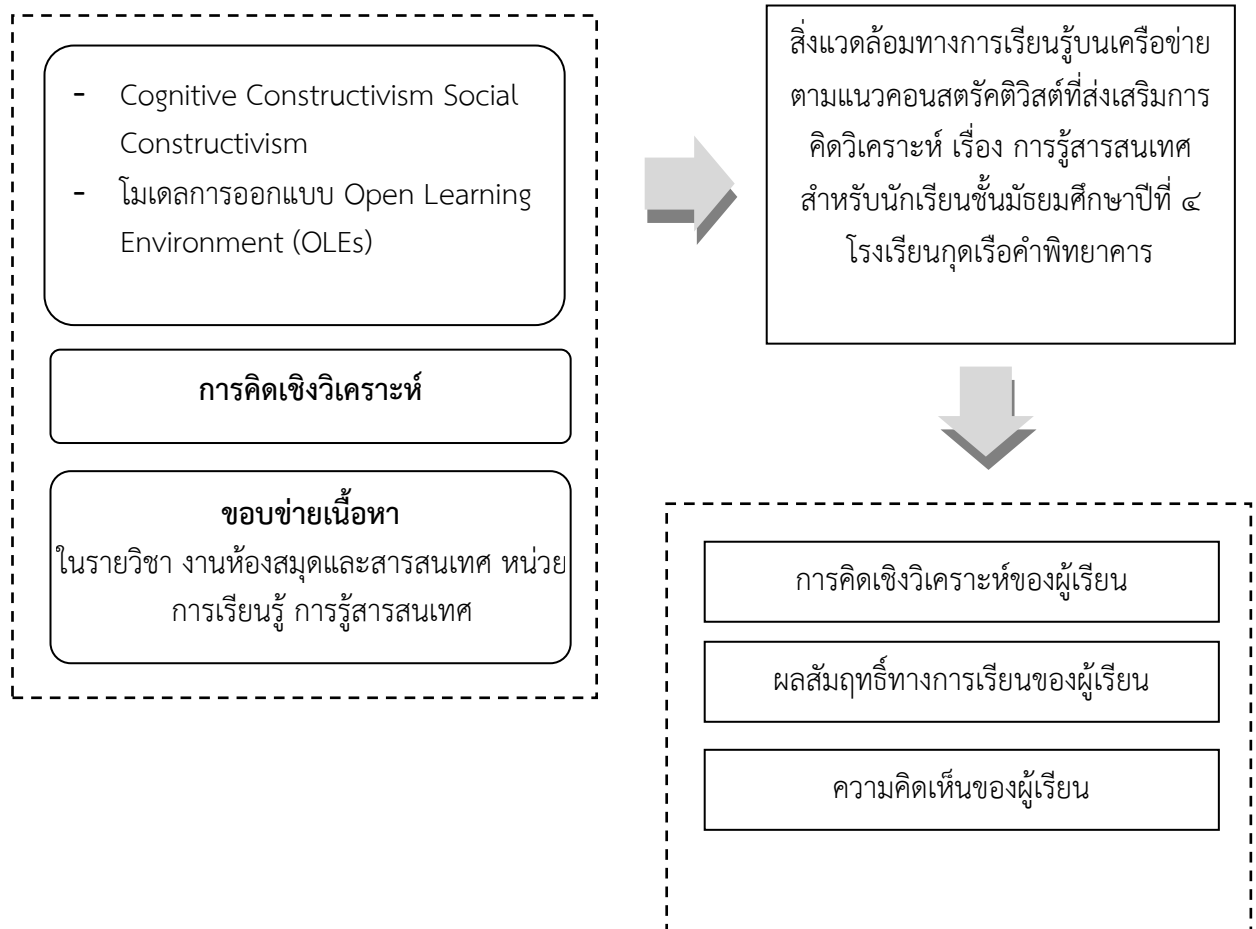 - Cognitive Constructivism Social
Constructivism
- โมเดลการออกแบบ Open Learning
Environment (OLEs)
การคิดเชิงวิเคราะห์
ขอบข่ายเนื้อหา
ในรายวิชา งานห้องสมุดและสารสนเทศ หน่วย
การเรียนรู้ การรู้สารสนเทศ
สิ่งแวดล้อมทางการเรียนรู้บนเครือข่าย
ตามแนวคอนสตรัคติวิสต์ที่ส่งเสริมการ
คิดวิเคราะห์ เรื่อง การรู้สารสนเทศ
สำหรับนักเรียนชั้นมัธยมศึกษาปีที่ ๔
โรงเรียนกุดเรือคำพิทยาคาร
การคิดเชิงวิเคราะห์ของผู้เรียน
ผลสัมฤทธิ์ทางการเรียนของผู้เรียน
ความคิดเห็นของผู้เรียน